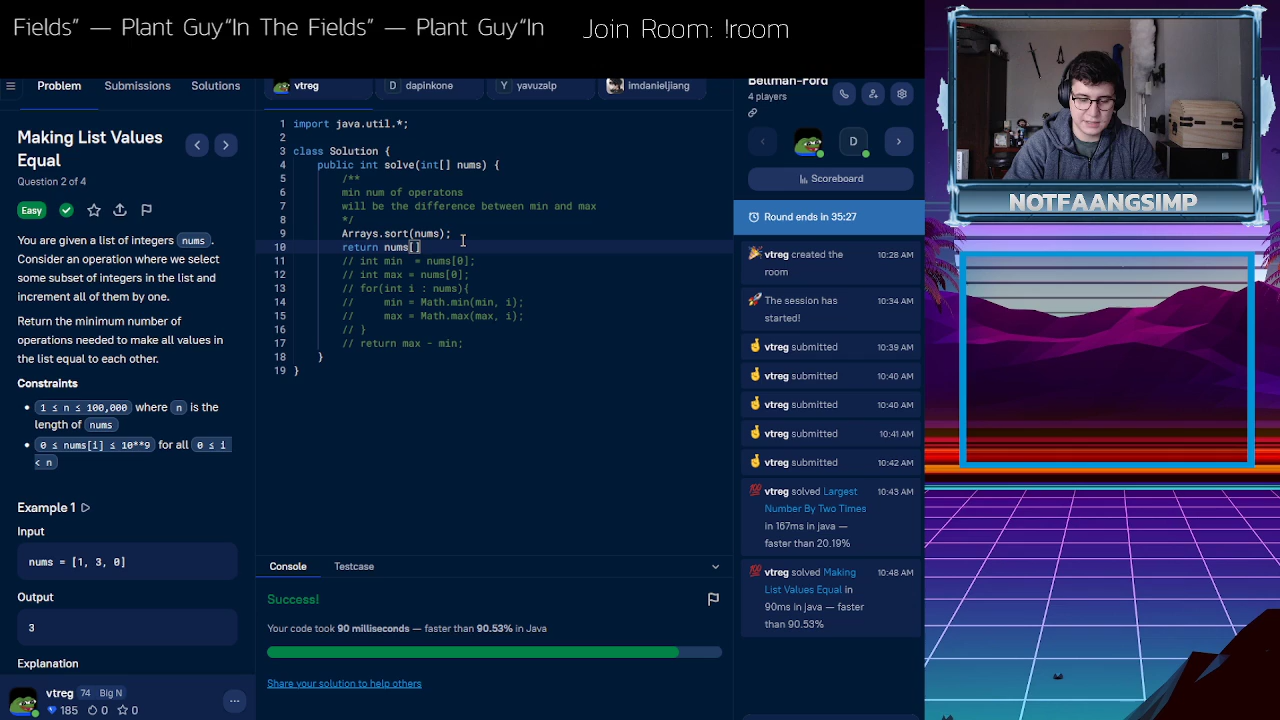 Fields” — Plant Guy“In The Fields” — Plant Guy“In
Join Room: !room
Problem
Submissions
Solutions
Making List Values
Equal
Question 2 of 4
Easy
You are given a list of integers nums .
Consider an operation where we select
some subset of integers in the list and
increment all of them by one.
Return the minimum number of
operations needed to make all values in
the list equal to each other.
Constraints
1 ≤ n ≤ 100,000 where n is the
length of nums
0 ≤ nums[i] ≤ 10**9 for all 0 ≤ i
< n
Example 1
Input
nums = [1, 3, 0]
Output
3
Explanation
vtreg 74 Big N
185 0 0
vtreg
D dapinkone
Y yavuzalp
imdanieljiang
1 import java.util.*;
2
3 class Solution {
4 public int solve(int[] nums) {
5 /**
6 min num of operatons
7 will be the difference between min and max
8 */
9 Arrays.sort(nums);
10 return nums[]
11 // int min  = nums[0];
12 // int max = nums[0];
13 // for(int i : nums){
14 //     min = Math.min(min, i);
15 //     max = Math.max(max, i);
16 // }
17 // return max - min;
18 }
19 }
Console
Testcase
Success!
Your code took 90 milliseconds — faster than 90.53% in Java
Share your solution to help others
Bellman-Ford
4 players
D
Scoreboard
Round ends in 35:27
vtreg created the 10:28 AM
room
The session has 10:34 AM
started!
vtreg submitted 10:39 AM
vtreg submitted 10:40 AM
vtreg submitted 10:40 AM
vtreg submitted 10:41 AM
vtreg submitted 10:42 AM
vtreg solved Largest 10:43 AM
Number By Two Times
in 167ms in java —
faster than 20.19%
vtreg solved Making 10:48 AM
List Values Equal in
90ms in java — faster
than 90.53%
NOTFAANGSIMP